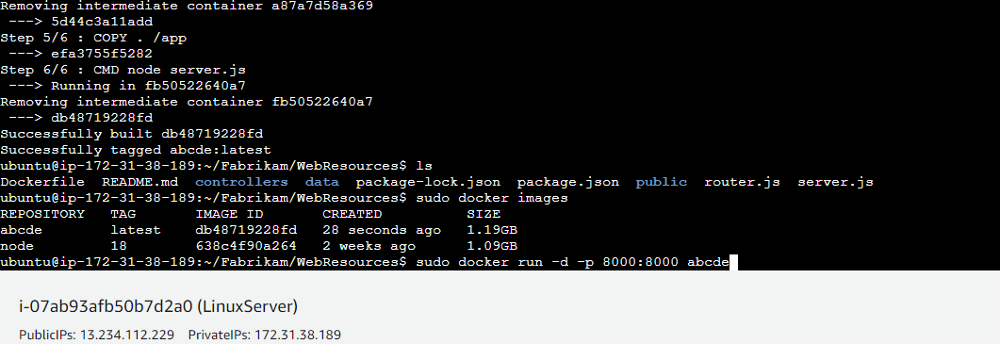 Removing intermediate container a87a7d58a369
 ---> 5d44c3a11add
Step 5/6 : COPY . /app
 ---> efa3755f5282
Step 6/6 : CMD node server.js
 ---> Running in fb50522640a7
Removing intermediate container fb50522640a7
 ---> db48719228fd
Successfully built db48719228fd
Successfully tagged abcde:latest
ubuntu@ip-172-31-38-189:~/Fabrikam/WebResources$ ls
Dockerfile  README.md  controllers  data  package-lock.json  package.json  public  router.js  server.js
ubuntu@ip-172-31-38-189:~/Fabrikam/WebResources$ sudo docker images
REPOSITORY   TAG       IMAGE ID       CREATED          SIZE
abcde        latest    db48719228fd   28 seconds ago   1.19GB
node         18        638c4f90a264   2 weeks ago      1.09GB
ubuntu@ip-172-31-38-189:~/Fabrikam/WebResources$ sudo docker run -d -p 8000:8000 abcde
i-07ab93afb50b7d2a0 (LinuxServer)
PublicIPs: 13.234.112.229   PrivateIPs: 172.31.38.189